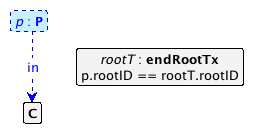 p : P
in
rootT : endRootTx
p.rootID == rootT.rootID
C